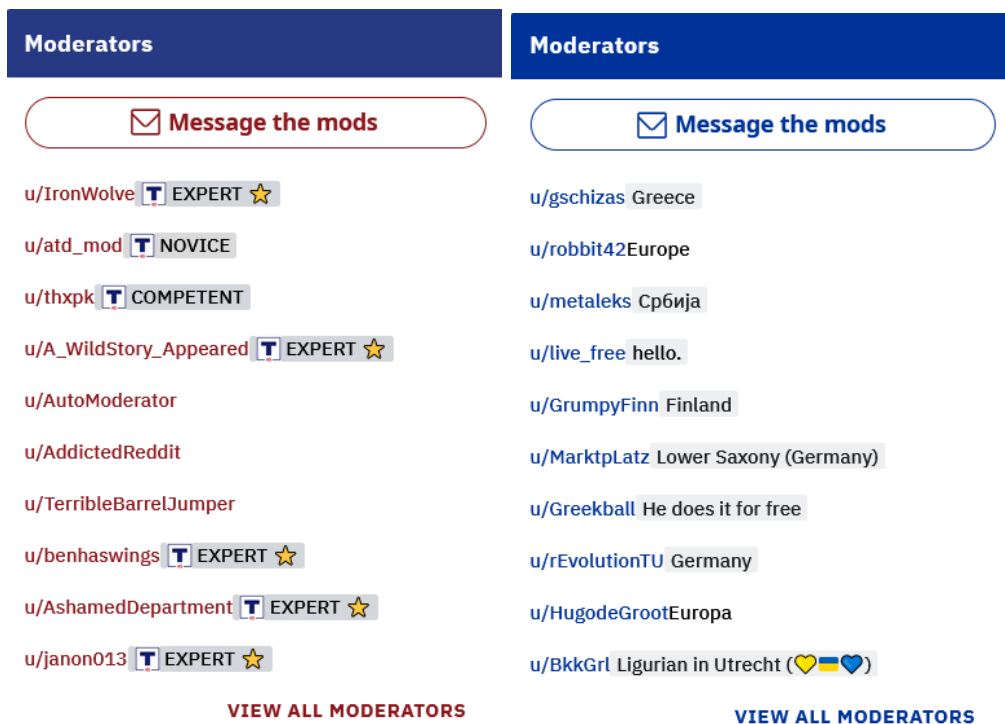 Moderators
Message the mods
u/IronWolve T EXPERT ⭐
u/atd_mod T NOVICE
u/thxpk T COMPETENT
u/A_WildStory_Appeared T EXPERT ⭐
u/AutoModerator
u/AddictedReddit
u/TerribleBarrelJumper
u/benhaswings T EXPERT ⭐
u/AshamedDepartment T EXPERT ⭐
u/janon013 T EXPERT ⭐
VIEW ALL MODERATORS
Moderators
Message the mods
u/gschizas Greece
u/robbit42Europe
u/metaleks Србија
u/live_free hello.
u/GrumpyFinn Finland
u/MarktpLatz Lower Saxony (Germany)
u/Greekball He does it for free
u/rEvolutionTU Germany
u/HugodeGrootEuropa
u/BkkGrl Ligurian in Utrecht (💛🇺🇦💙)
VIEW ALL MODERATORS